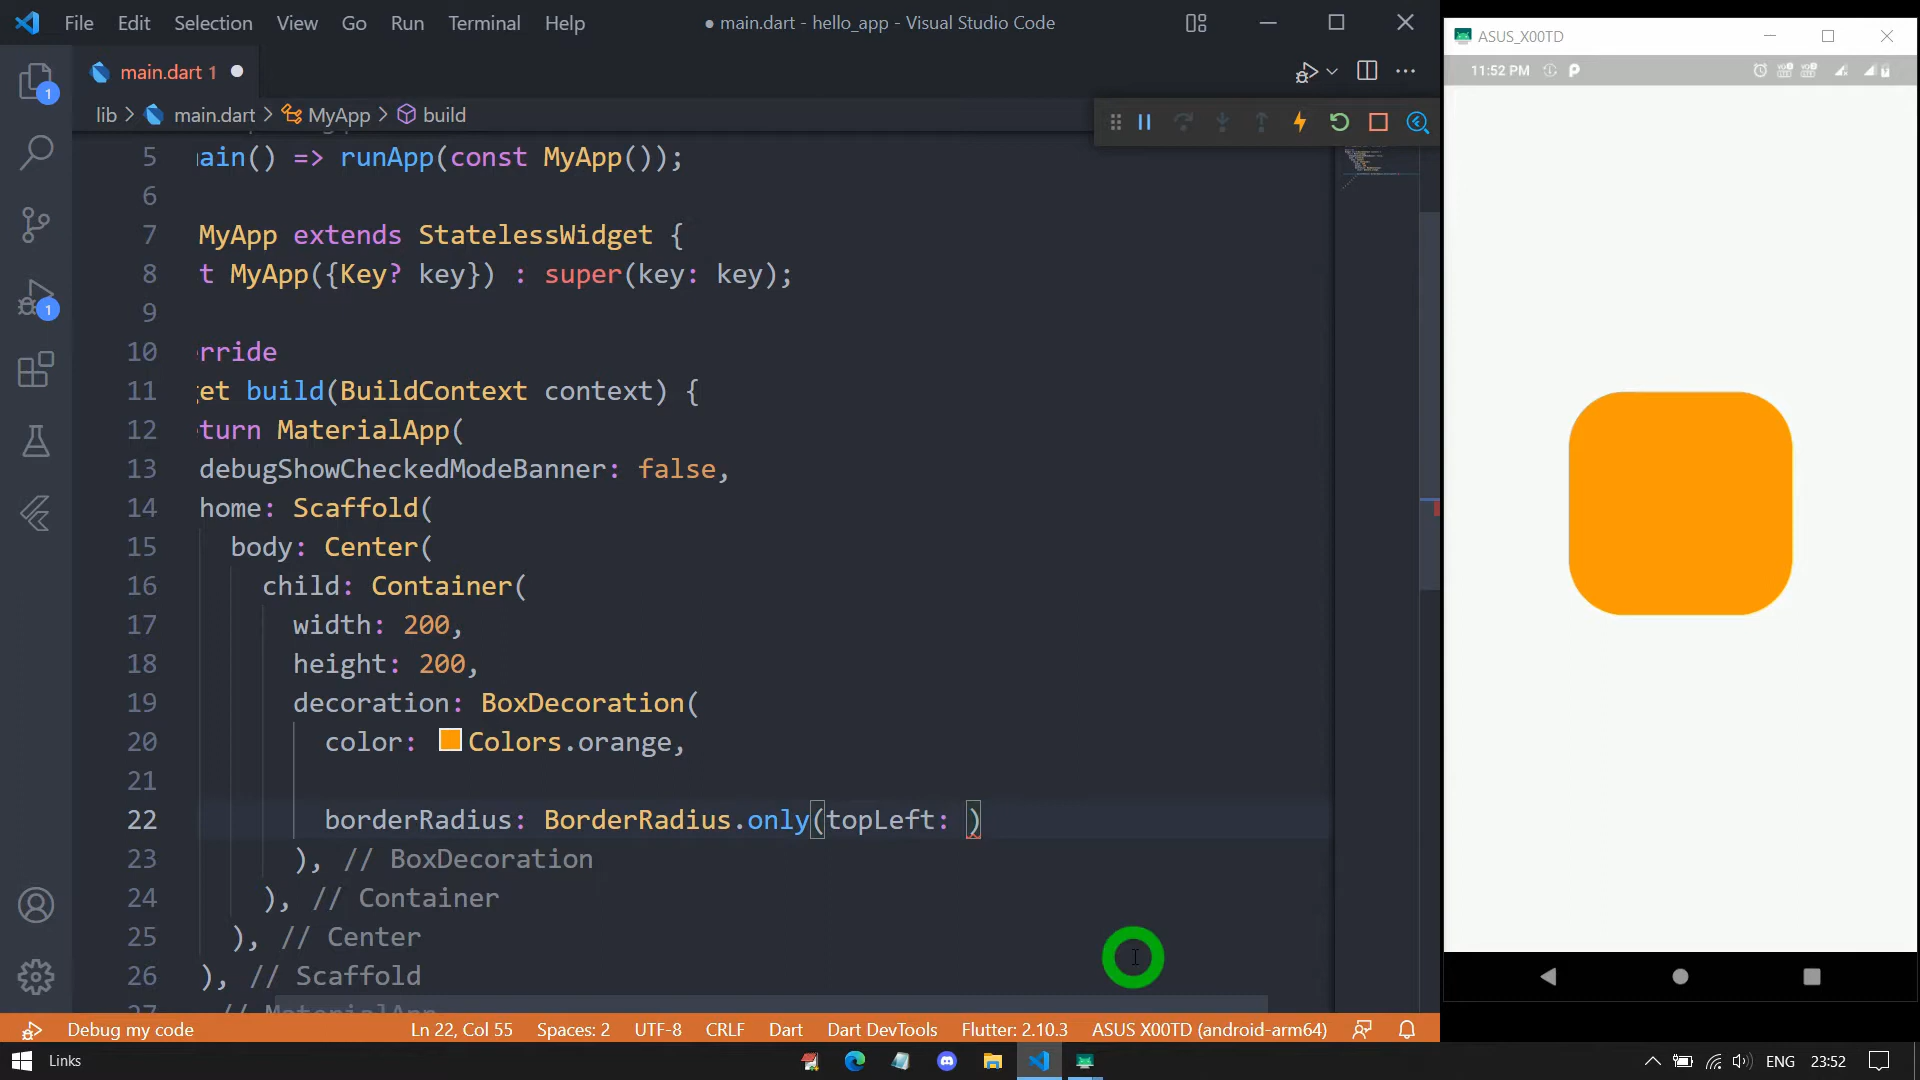 File Edit Selection View Go Run Terminal Help
● main.dart - hello_app - Visual Studio Code
ASUS_X00TD
main.dart 1
11:52 PM
lib > main.dart > MyApp > build
1
5 main() => runApp(const MyApp());
6
7 MyApp extends StatelessWidget {
8 t MyApp({Key? key}) : super(key: key);
9
10 rride
11 get build(BuildContext context) {
12 turn MaterialApp(
13 debugShowCheckedModeBanner: false,
14 home: Scaffold(
15 body: Center(
16 child: Container(
17 width: 200,
18 height: 200,
19 decoration: BoxDecoration(
20 color: Colors.orange,
21
22 borderRadius: BorderRadius.only(topLeft: )
23 ), // BoxDecoration
24 ), // Container
25 ), // Center
26 ), // Scaffold
27 // MaterialApp
1
Debug my code Ln 22, Col 55 Spaces: 2 UTF-8 CRLF Dart Dart DevTools Flutter: 2.10.3 ASUS X00TD (android-arm64)
Links ENG 23:52